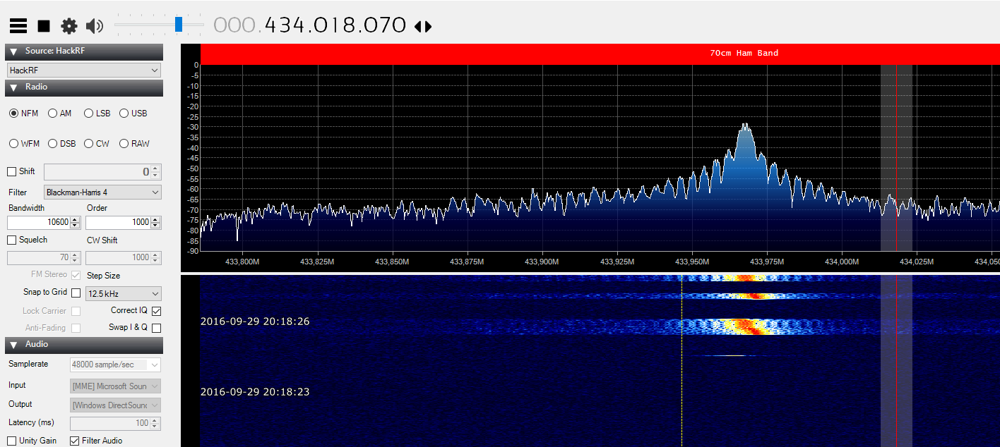 000.434.018.070
Source: HackRF
HackRF
Radio
NFM AM LSB USB
WFM DSB CW RAW
Shift 0
Filter Blackman-Harris 4
Bandwidth Order
10600 1000
Squelch CW Shift
70 1000
FM Stereo Step Size
Snap to Grid 12.5 kHz
Lock Carrier Correct IQ
Anti-Fading Swap I & Q
Audio
Samplerate 48000 sample/sec
Input [MME] Microsoft Soun
Output [Windows DirectSound
Latency (ms) 100
Unity Gain Filter Audio
70cm Ham Band
0
-5
-10
-15
-20
-25
-30
-35
-40
-45
-50
-55
-60
-65
-70
-75
-80
-85
-90
433,800M 433,825M 433,850M 433,875M 433,900M 433,925M 433,950M 433,975M 434,000M 434,025M 434,050
2016-09-29 20:18:26
2016-09-29 20:18:23